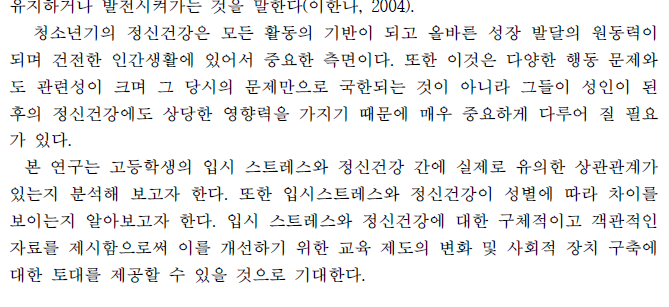 유지하거나 발전시켜가는 것을 말한다(이한나, 2004).
청소년기의 정신건강은 모든 활동의 기반이 되고 올바른 성장 발달의 원동력이
되며 건전한 인간생활에 있어서 중요한 측면이다. 또한 이것은 다양한 행동 문제와
도 관련성이 크며 그 당시의 문제만으로 국한되는 것이 아니라 그들이 성인이 된
후의 정신건강에도 상당한 영향력을 가지기 때문에 매우 중요하게 다루어 질 필요
가 있다.
본 연구는 고등학생의 입시 스트레스와 정신건강 간에 실제로 유의한 상관관계가
있는지 분석해 보고자 한다. 또한 입시스트레스와 정신건강이 성별에 따라 차이를
보이는지 알아보고자 한다. 입시 스트레스와 정신건강에 대한 구체적이고 객관적인
자료를 제시함으로써 이를 개선하기 위한 교육 제도의 변화 및 사회적 장치 구축에
대한 토대를 제공할 수 있을 것으로 기대한다.